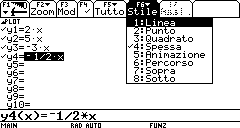 F1 F2 Zoom F3 Mod F5 Tutto F6 Stile
PLOT
✓y1=2·x
✓y2=5·x
✓y3=-3·x
✓y4=-1/2·x
y5=
y6=
y7=
y8=
y9=
y10=
1:Linea
2:Punto
3:Quadrato
✓4:Spessa
5:Animazione
6:Percorso
7:Sopra
8:Sotto
y4(x)=-1/2*x
MAIN RAD AUTO FUNZ